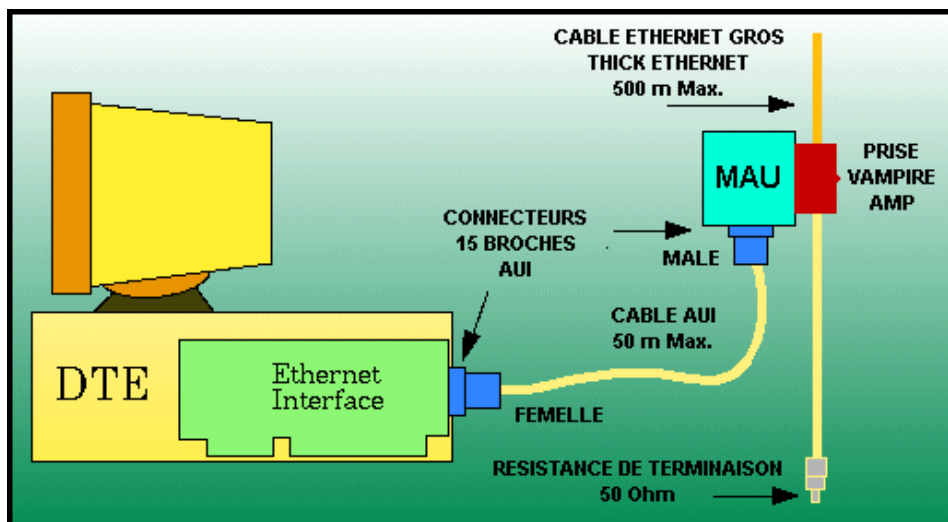 CABLE ETHERNET GROS
THICK ETHERNET
500 m Max.
MAU
PRISE
VAMPIRE
AMP
CONNECTEURS
15 BROCHES
AUI
MALE
CABLE AUI
50 m Max.
DTE
Ethernet
Interface
FEMELLE
RESISTANCE DE TERMINAISON
50 Ohm